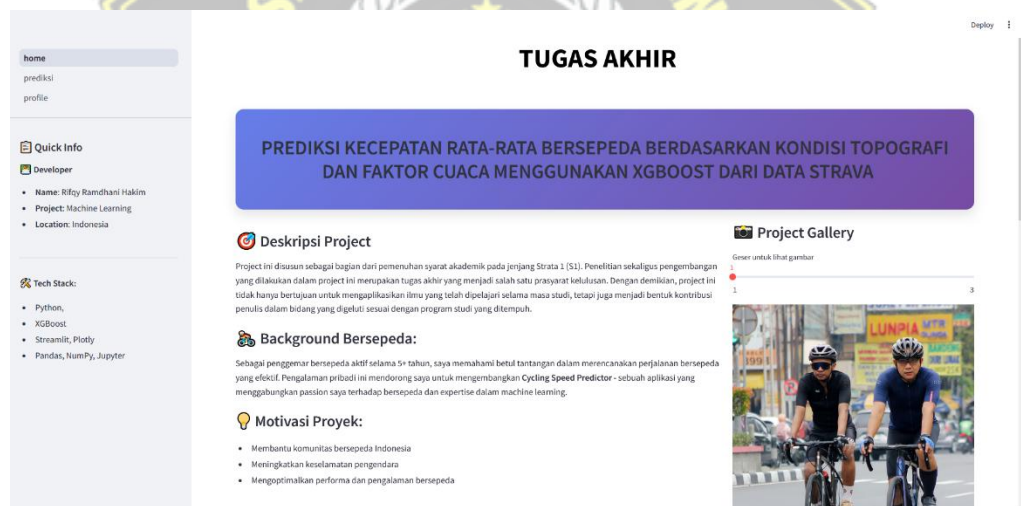 Deploy
home
prediksi
profile
Quick Info
Developer
Name: Rifqy Ramdhani Hakim
Project: Machine Learning
Location: Indonesia
Tech Stack:
Python,
XGBoost
Streamlit, Plotly
Pandas, NumPy, Jupyter
TUGAS AKHIR
PREDIKSI KECEPATAN RATA-RATA BERSEPEDA BERDASARKAN KONDISI TOPOGRAFI
DAN FAKTOR CUACA MENGGUNAKAN XGBOOST DARI DATA STRAVA
Deskripsi Project
Project ini disusun sebagai bagian dari pemenuhan syarat akademik pada jenjang Strata 1 (S1). Penelitian sekaligus pengembangan
yang dilakukan dalam project ini merupakan tugas akhir yang menjadi salah satu prasyarat kelulusan. Dengan demikian, project ini
tidak hanya bertujuan untuk mengaplikasikan ilmu yang telah dipelajari selama masa studi, tetapi juga menjadi bentuk kontribusi
penulis dalam bidang yang digeluti sesuai dengan program studi yang ditempuh.
Background Bersepeda:
Sebagai penggemar bersepeda aktif selama 5+ tahun, saya memahami betul tantangan dalam merencanakan perjalanan bersepeda
yang efektif. Pengalaman pribadi ini mendorong saya untuk mengembangkan Cycling Speed Predictor - sebuah aplikasi yang
menggabungkan passion saya terhadap bersepeda dan expertise dalam machine learning.
Motivasi Proyek:
Membantu komunitas bersepeda Indonesia
Meningkatkan keselamatan pengendara
Mengoptimalkan performa dan pengalaman bersepeda
Project Gallery
Geser untuk lihat gambar
1
1 3
LUNPIA